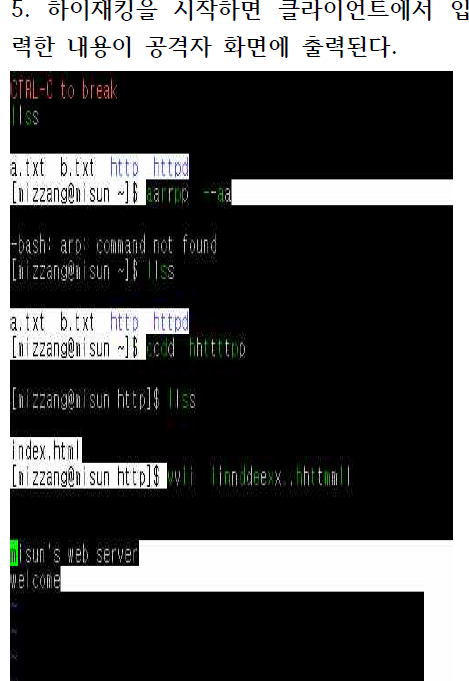 5. 하이재킹을 시작하면 클라이언트에서 입
력한 내용이 공격자 화면에 출력된다.
CTRL-C to break
llss
a.txt b.txt http httpd
[mizzang@misun ~]$ aarrpp --aa
-bash: arp: command not found
[mizzang@misun ~]$ llss
a.txt b.txt http httpd
[mizzang@misun ~]$ ccdd hhttttpp
[mizzang@misun http]$ llss
index.html
[mizzang@misun http]$ vvii iinnddeexx..hhttmmll
misun's web server
welcome
~
~
~
~